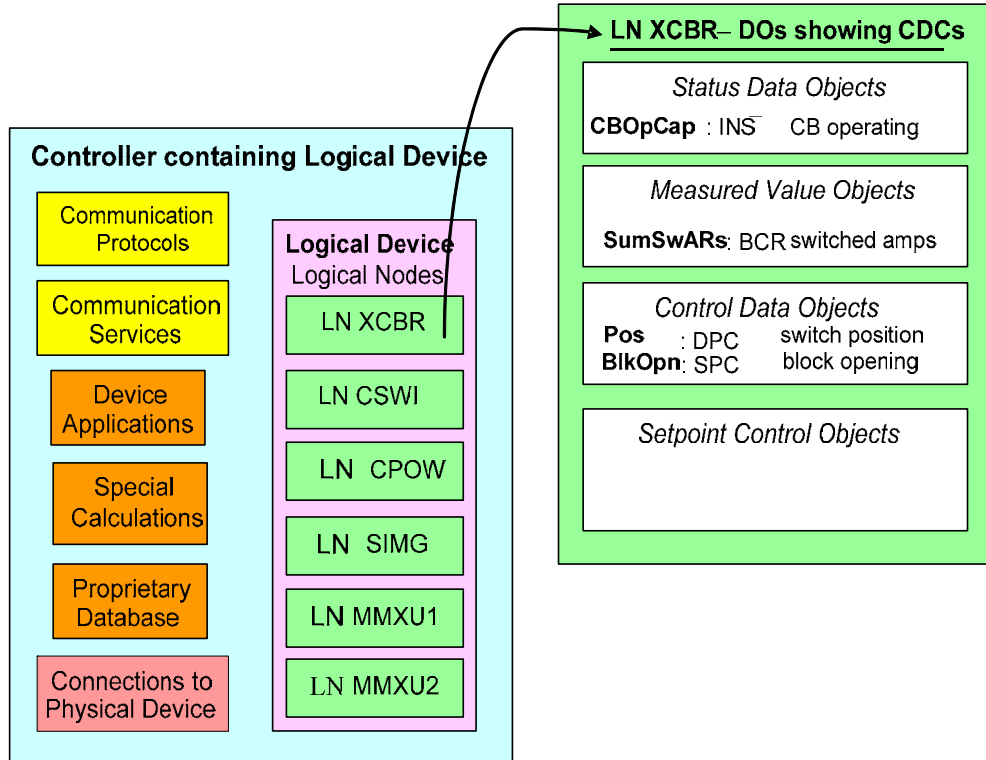 Controller containing Logical Device
Communication
Protocols
Communication
Services
Device
Applications
Special
Calculations
Proprietary
Database
Connections to
Physical Device
Logical Device
Logical Nodes
LN XCBR
LN CSWI
LN CPOW
LN SIMG
LN MMXU1
LN MMXU2
LN XCBR– DOs showing CDCs
Status Data Objects
CBOpCap : INS¯ CB operating
Measured Value Objects
SumSwARs: BCR switched amps
Control Data Objects
Pos : DPC switch position
BlkOpn: SPC block opening
Setpoint Control Objects